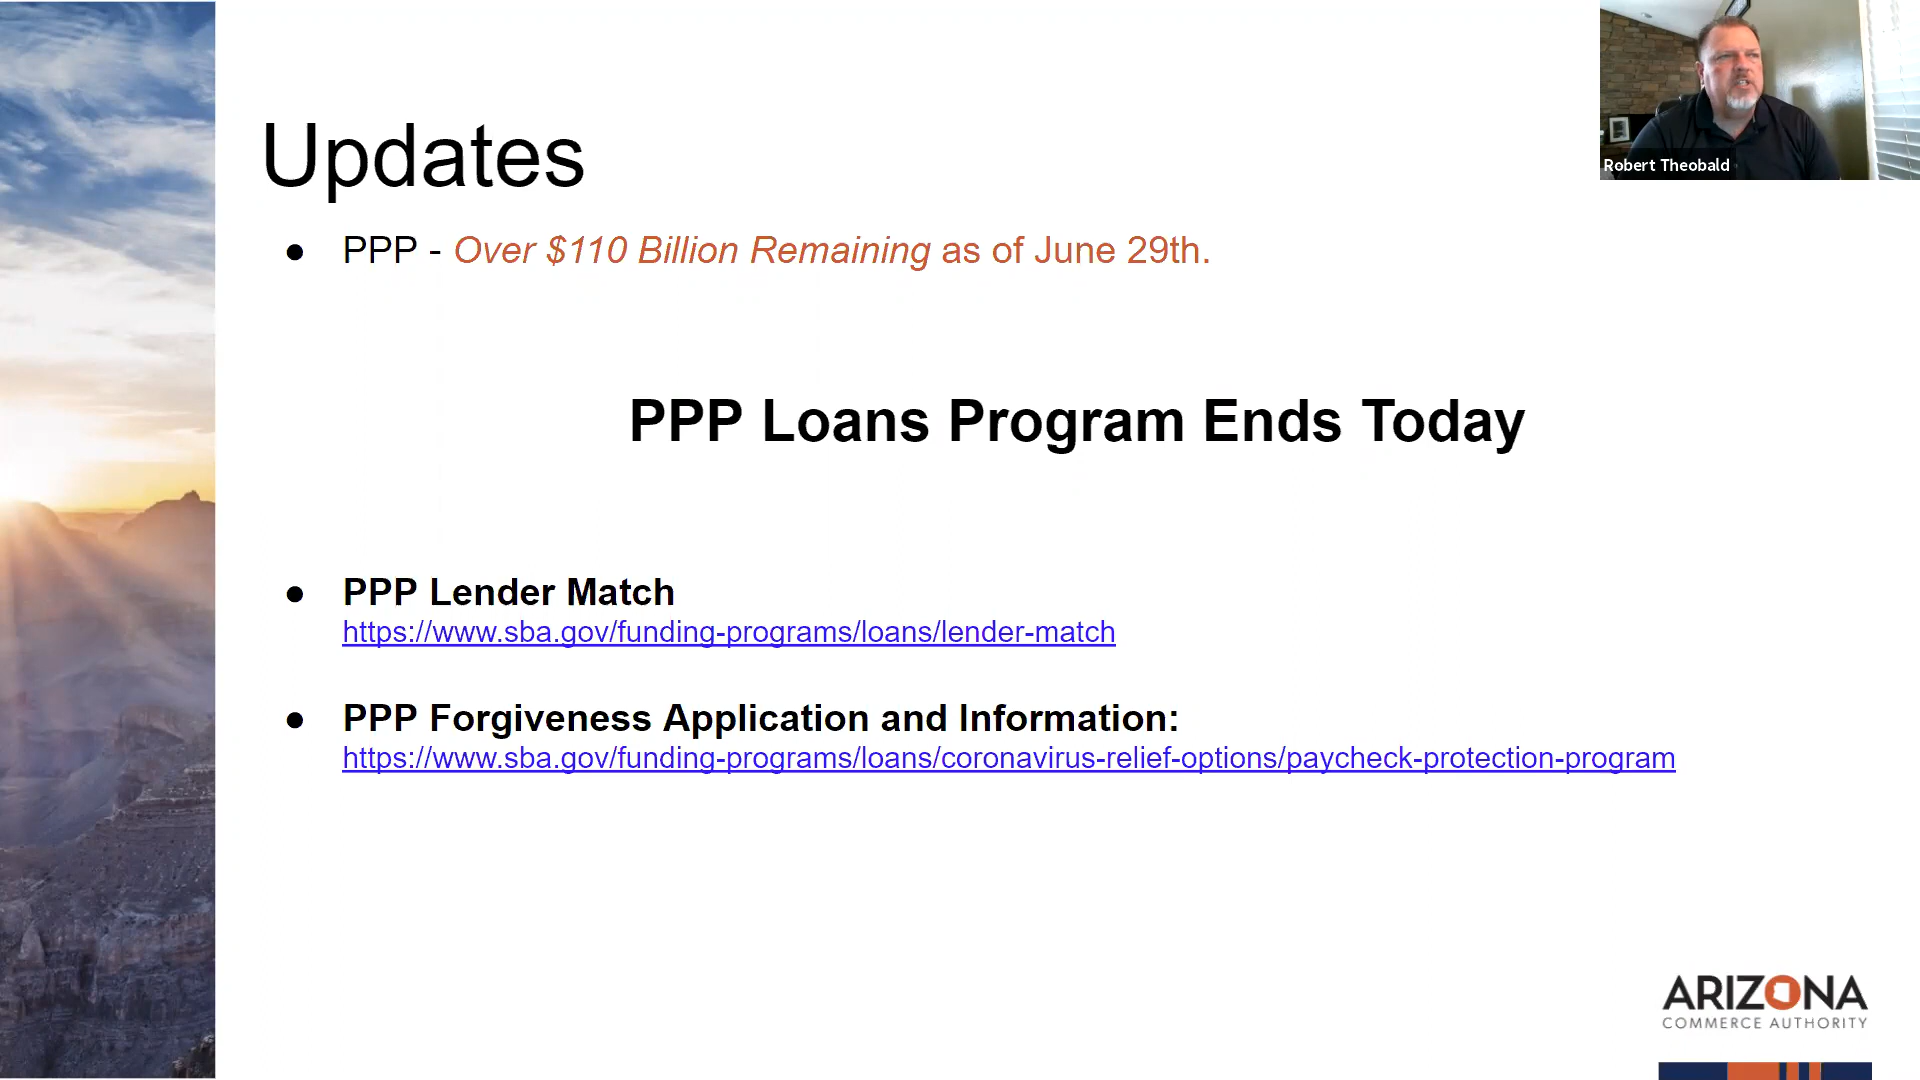 Updates
● PPP - Over $110 Billion Remaining as of June 29th.
PPP Loans Program Ends Today
● PPP Lender Match
https://www.sba.gov/funding-programs/loans/lender-match
● PPP Forgiveness Application and Information:
https://www.sba.gov/funding-programs/loans/coronavirus-relief-options/paycheck-protection-program
Robert Theobald
ARIZONA
COMMERCE AUTHORITY